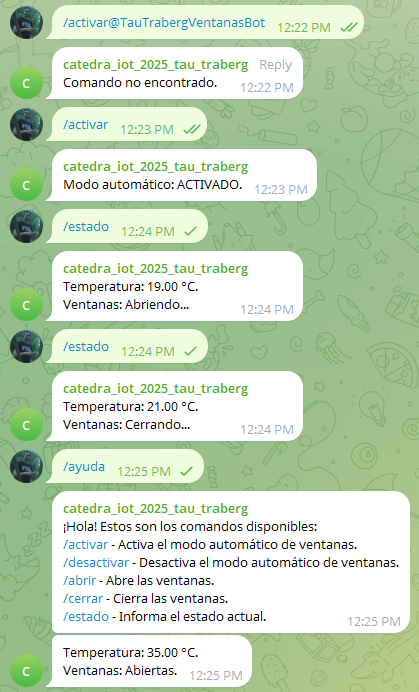 /activar@TauTrabergVentanasBot 12:22 PM
catedra_iot_2025_tau_traberg Reply
Comando no encontrado. 12:22 PM
C
/activar 12:23 PM
catedra_iot_2025_tau_traberg
Modo automático: ACTIVADO. 12:23 PM
C
/estado 12:24 PM
catedra_iot_2025_tau_traberg
Temperatura: 19.00 °C.
Ventanas: Abriendo... 12:24 PM
C
/estado 12:24 PM
catedra_iot_2025_tau_traberg
Temperatura: 21.00 °C.
Ventanas: Cerrando... 12:24 PM
C
/ayuda 12:25 PM
catedra_iot_2025_tau_traberg
¡Hola! Estos son los comandos disponibles:
/activar - Activa el modo automático de ventanas.
/desactivar - Desactiva el modo automático de ventanas.
/abrir - Abre las ventanas.
/cerrar - Cierra las ventanas.
/estado - Informa el estado actual. 12:25 PM
Temperatura: 35.00 °C.
Ventanas: Abiertas. 12:25 PM
C